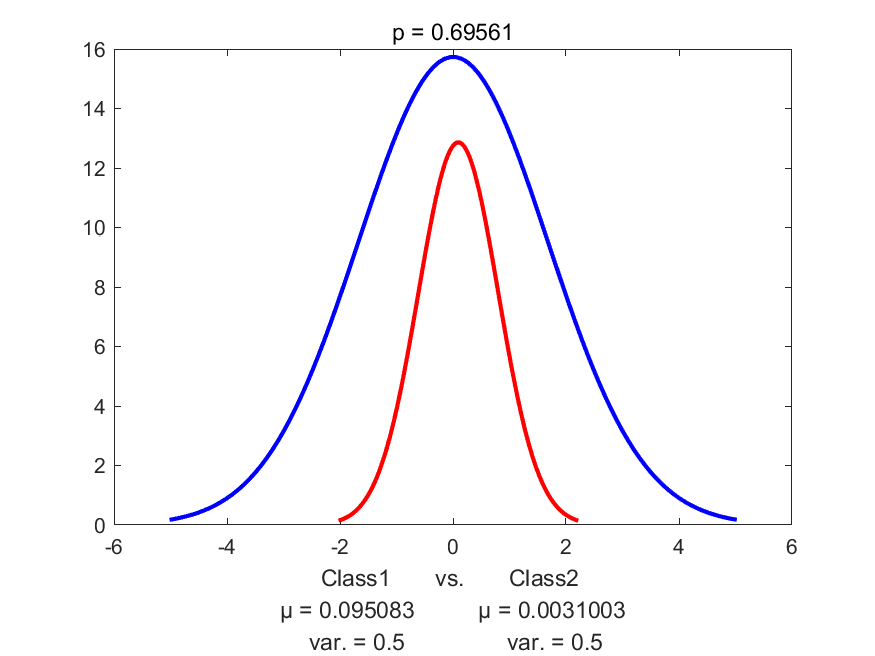 p = 0.69561
16
14
12
10
8
6
4
2
0
-6 -4 -2 0 2 4 6
Class1 vs. Class2
μ = 0.095083 μ = 0.0031003
var. = 0.5 var. = 0.5